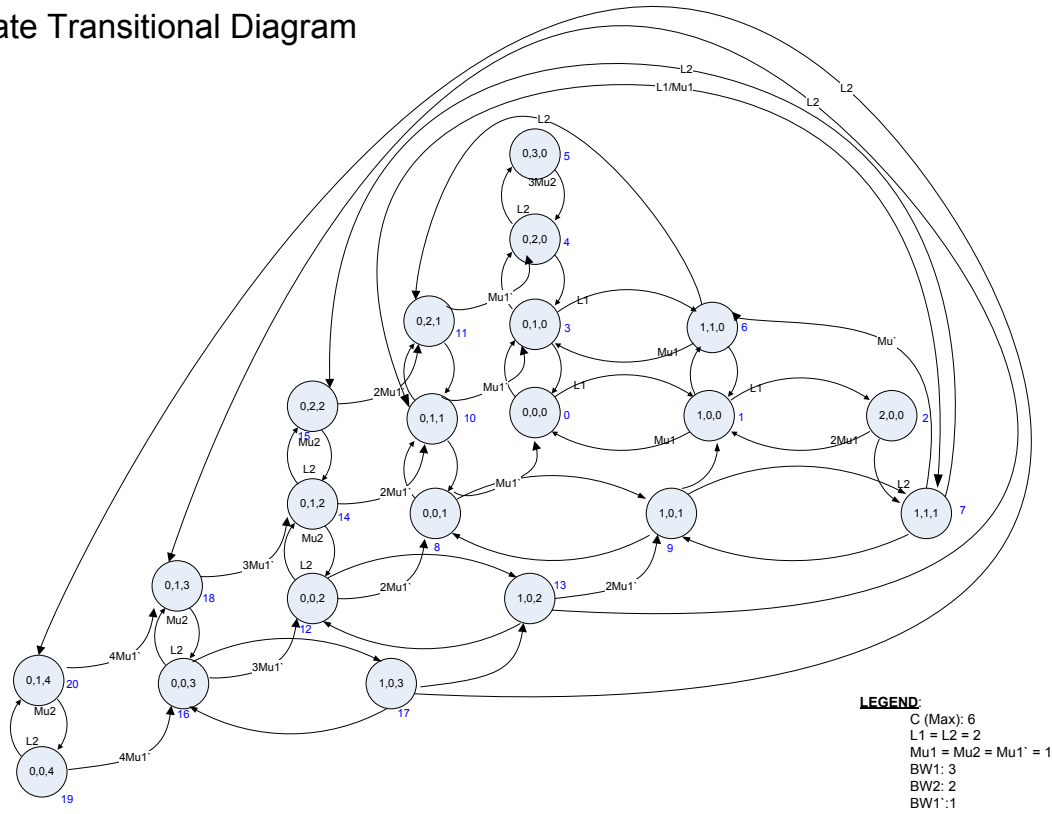 ate Transitional Diagram
L2
L2
L1/Mu1
L2
L2
L2
0,3,0
5
3Mu2
L2
0,2,0
4
Mu1`
L1
0,2,1
11
0,1,0
3
1,1,0
6
Mu1
Mu`
0,2,2
15
Mu2
2Mu1`
0,1,1
10
Mu1`
0,0,0
0
L1
1,0,0
1
L1
Mu1
2,0,0
2
2Mu1
L2
0,1,2
14
L2
2Mu1`
Mu2
0,0,1
8
Mu1`
1,0,1
9
L2
1,1,1
7
0,1,3
18
Mu2
3Mu1`
L2
0,0,2
12
2Mu1`
1,0,2
13
2Mu1`
0,1,4
20
Mu2
4Mu1`
L2
0,0,3
16
3Mu1`
1,0,3
17
L2
0,0,4
19
4Mu1`
LEGEND:
C (Max): 6
L1 = L2 = 2
Mu1 = Mu2 = Mu1` = 1
BW1: 3
BW2: 2
BW1`:1